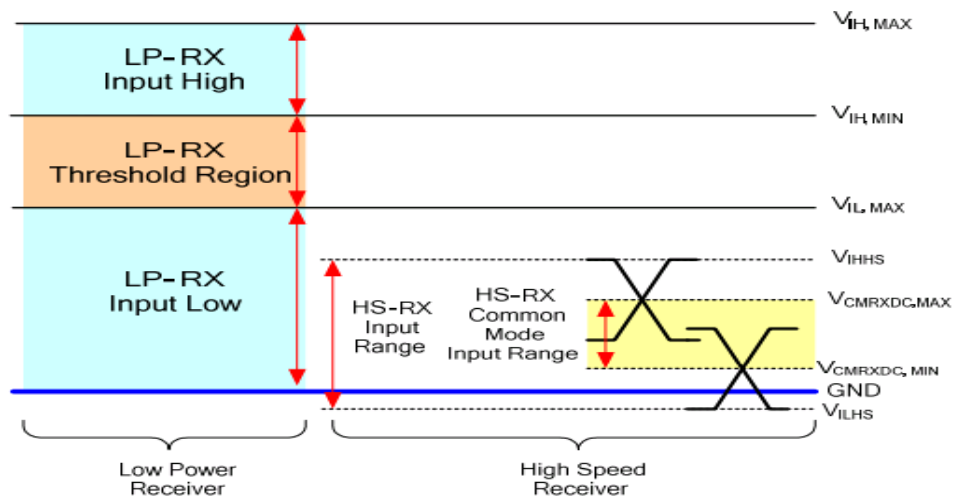 V_IH, MAX
LP-RX
Input High
V_IH, MIN
LP-RX
Threshold Region
V_IL, MAX
LP-RX
Input Low
V_IHHS
HS-RX
Input
Range
HS-RX
Common
Mode
Input Range
V_CMRXDC,MAX
V_CMRXDC, MIN
GND
V_ILHS
Low Power
Receiver
High Speed
Receiver